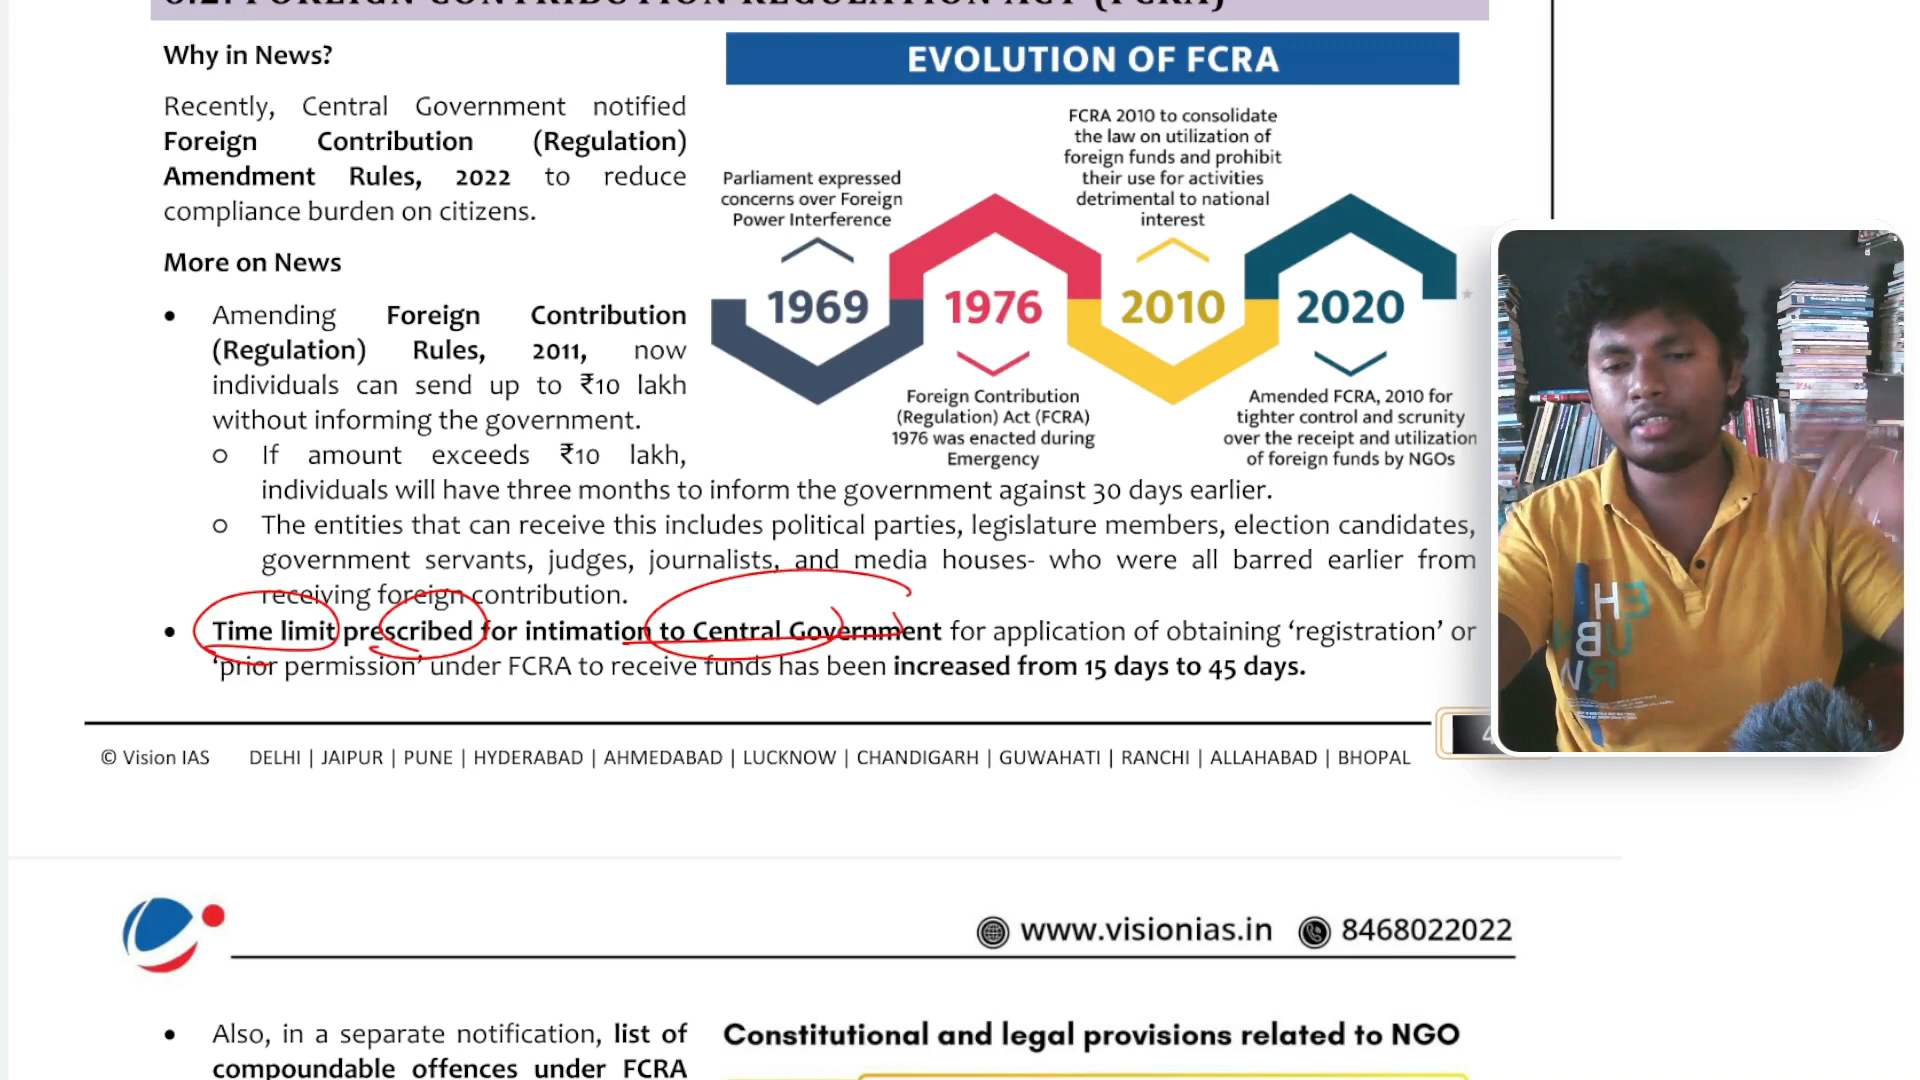 6.2. FOREIGN CONTRIBUTION REGULATION ACT (FCRA)
Why in News?
Recently, Central Government notified
Foreign Contribution (Regulation)
Amendment Rules, 2022 to reduce
compliance burden on citizens.
More on News
• Amending Foreign Contribution
(Regulation) Rules, 2011, now
individuals can send up to ₹10 lakh
without informing the government.
o If amount exceeds ₹10 lakh,
individuals will have three months to inform the government against 30 days earlier.
o The entities that can receive this includes political parties, legislature members, election candidates,
government servants, judges, journalists, and media houses- who were all barred earlier from
receiving foreign contribution.
• Time limit prescribed for intimation to Central Government for application of obtaining ‘registration’ or
‘prior permission’ under FCRA to receive funds has been increased from 15 days to 45 days.
EVOLUTION OF FCRA
Parliament expressed
concerns over Foreign
Power Interference
1969
1976
Foreign Contribution
(Regulation) Act (FCRA)
1976 was enacted during
Emergency
FCRA 2010 to consolidate
the law on utilization of
foreign funds and prohibit
their use for activities
detrimental to national
interest
2010
2020
Amended FCRA, 2010 for
tighter control and scrunity
over the receipt and utilization
of foreign funds by NGOs
© Vision IAS DELHI | JAIPUR | PUNE | HYDERABAD | AHMEDABAD | LUCKNOW | CHANDIGARH | GUWAHATI | RANCHI | ALLAHABAD | BHOPAL
www.visionias.in 8468022022
• Also, in a separate notification, list of
compoundable offences under FCRA
Constitutional and legal provisions related to NGO